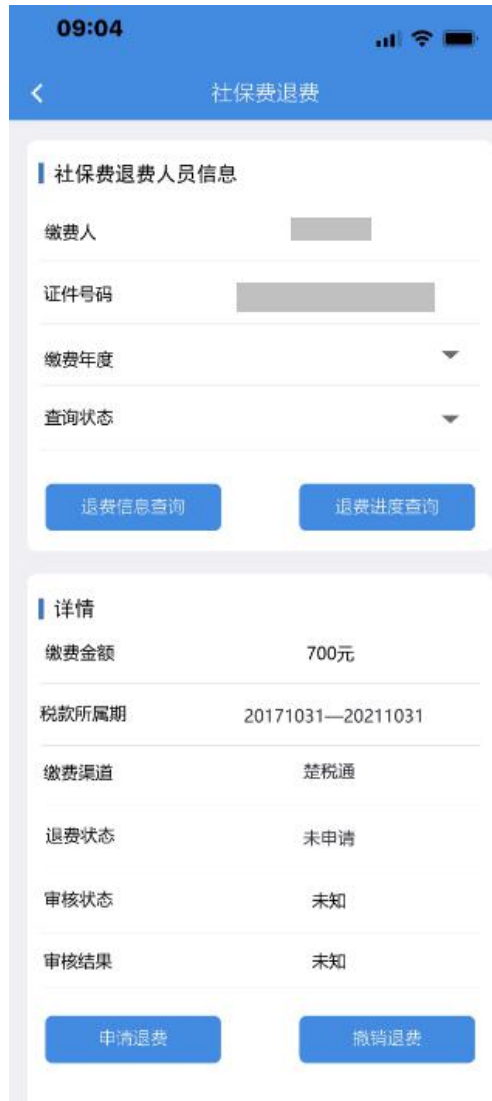 09:04
社保费退费
社保费退费人员信息
缴费人
证件号码
缴费年度
查询状态
退费信息查询 退费进度查询
详情
缴费金额 700元
税款所属期 20171031—20211031
缴费渠道 楚税通
退费状态 未申请
审核状态 未知
审核结果 未知
申请退费 撤销退费